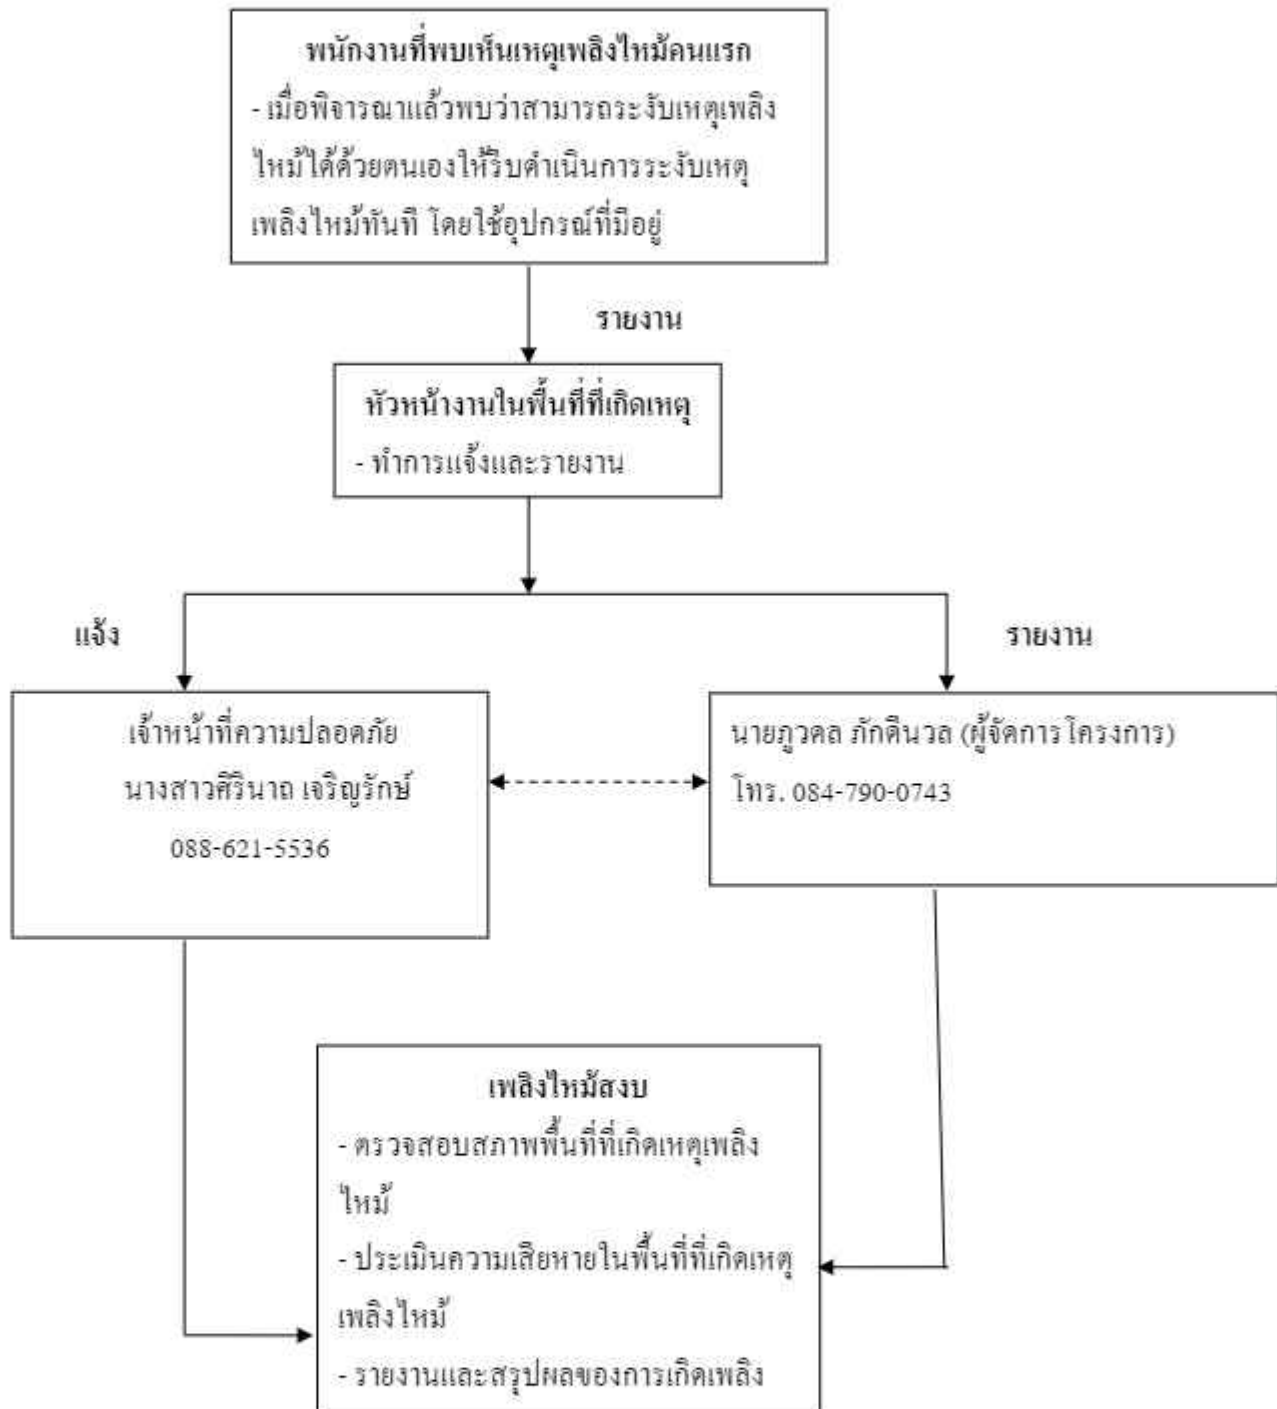 พนักงานที่พบเห็นเหตุเพลิงไหม้คนแรก
- เมื่อพิจารณาแล้วพบว่าสามารถระงับเหตุเพลิง
ไหม้ได้ด้วยตนเองให้รีบดำเนินการระงับเหตุ
เพลิงไหม้ทันที โดยใช้อุปกรณ์ที่มีอยู่
รายงาน
หัวหน้างานในพื้นที่ที่เกิดเหตุ
- ทำการแจ้งและรายงาน
แจ้ง
รายงาน
เจ้าหน้าที่ความปลอดภัย
นางสาวศิรินาถ เจริญรักษ์
088-621-5536
นายภูวดล ภักดีนวล (ผู้จัดการโครงการ)
โทร. 084-790-0743
เพลิงไหม้สงบ
- ตรวจสอบสภาพพื้นที่ที่เกิดเหตุเพลิง
ไหม้
- ประเมินความเสียหายในพื้นที่ที่เกิดเหตุ
เพลิงไหม้
- รายงานและสรุปผลของการเกิดเพลิง